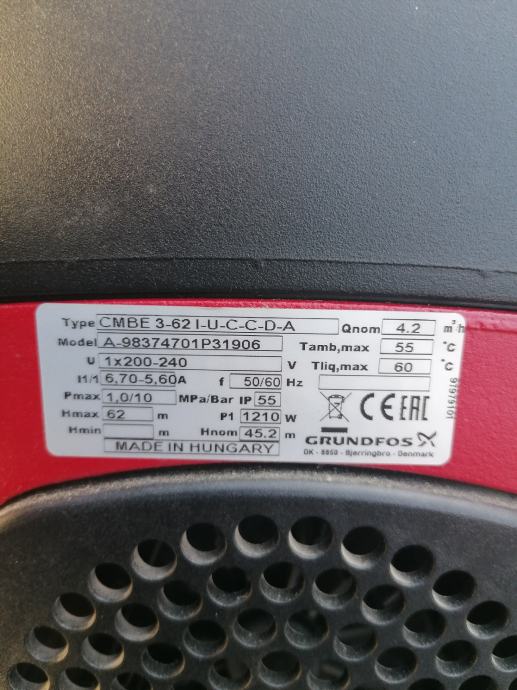 Type CMBE 3-62 I-U-C-C-D-A Qnom 4.2 m³h
Model A-98374701P31906 Tamb,max 55 °C
U 1x200-240 V Tliq,max 60 °C
I1/1 6,70-5,60A f 50/60 Hz
Pmax 1,0/10 MPa/Bar IP 55
Hmax 62 m P1 1210 W
Hmin m Hnom 45.2 m
MADE IN HUNGARY
CE EAC
GRUNDFOS
DK - 8850 - Bjerringbro - Denmark